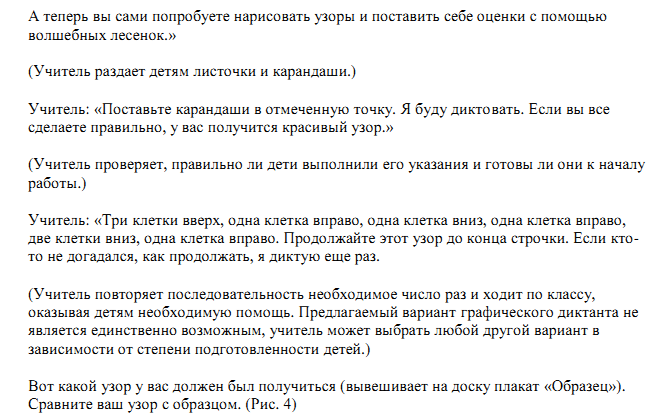 А теперь вы сами попробуете нарисовать узоры и поставить себе оценки с помощью
волшебных лесенок.»
(Учитель раздает детям листочки и карандаши.)
Учитель: «Поставьте карандаши в отмеченную точку. Я буду диктовать. Если вы все
сделаете правильно, у вас получится красивый узор.»
(Учитель проверяет, правильно ли дети выполнили его указания и готовы ли они к началу
работы.)
Учитель: «Три клетки вверх, одна клетка вправо, одна клетка вниз, одна клетка вправо,
две клетки вниз, одна клетка вправо. Продолжайте этот узор до конца строчки. Если кто-
то не догадался, как продолжать, я диктую еще раз.
(Учитель повторяет последовательность необходимое число раз и ходит по классу,
оказывая детям необходимую помощь. Предлагаемый вариант графического диктанта не
является единственно возможным, учитель может выбрать любой другой вариант в
зависимости от степени подготовленности детей.)
Вот какой узор у вас должен был получиться (вывешивает на доску плакат «Образец»).
Сравните ваш узор с образцом. (Рис. 4)